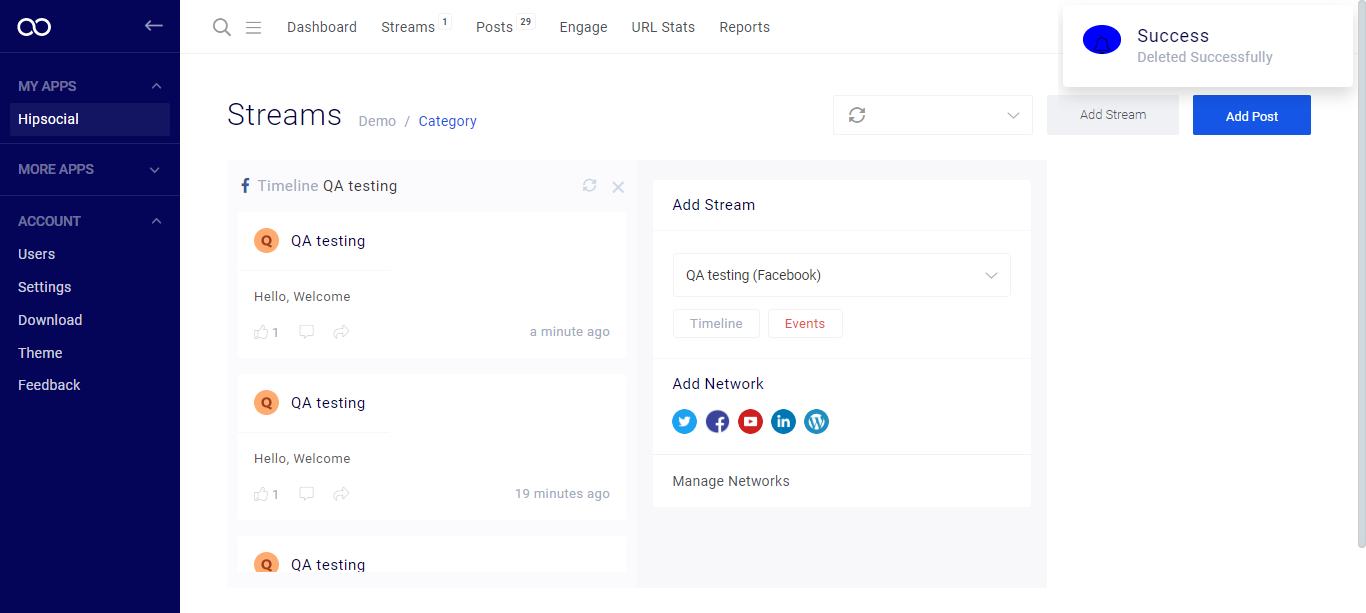 Dashboard Streams 1 Posts 29 Engage URL Stats Reports
Success
Deleted Successfully
MY APPS
Hipsocial
MORE APPS
ACCOUNT
Users
Settings
Download
Theme
Feedback
Streams Demo / Category
Add Stream
Add Post
Timeline QA testing
Q QA testing
Hello, Welcome
1 a minute ago
Q QA testing
Hello, Welcome
1 19 minutes ago
Q QA testing
Add Stream
QA testing (Facebook)
Timeline Events
Add Network
Manage Networks